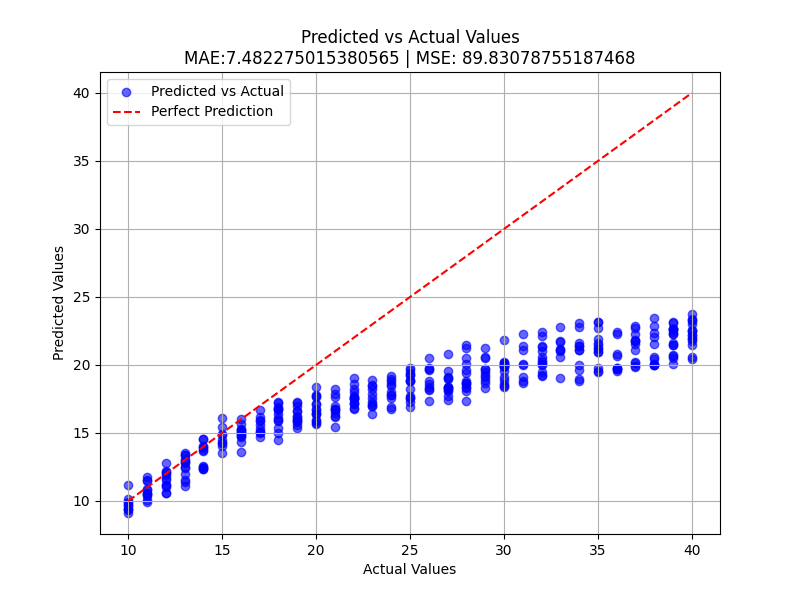 Predicted vs Actual Values
MAE:7.482275015380565 | MSE: 89.83078755187468
Predicted vs Actual
Perfect Prediction
40
35
30
25
20
15
10
Predicted Values
10 15 20 25 30 35 40
Actual Values